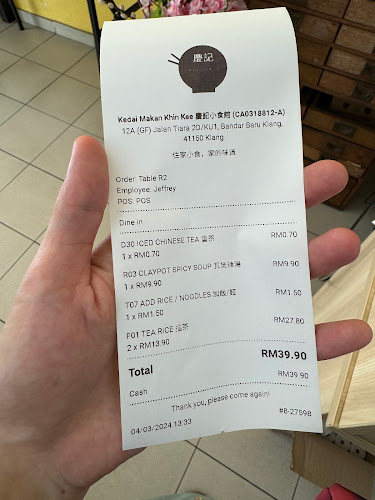 慶記
Kedai Makan Khin Kee 慶記小食館 (CA0318812-A)
12A (GF) Jalan Tiara 2D/KU1, Bandar Baru Klang,
41150 Klang
住家小食，家的味道
Order: Table R2
Employee: Jeffrey
POS: POS
Dine in
D30 ICED CHINESE TEA 雪茶 RM0.70
1 x RM0.70
R03 CLAYPOT SPICY SOUP 瓦煲辣湯 RM9.90
1 x RM9.90
T07 ADD RICE / NOODLES 加飯/麵 RM1.50
1 x RM1.50
F01 TEA RICE 擂茶 RM27.80
2 x RM13.90
Total RM39.90
Cash RM39.90
Thank you, please come again!
04/03/2024 13:33 #8-27598